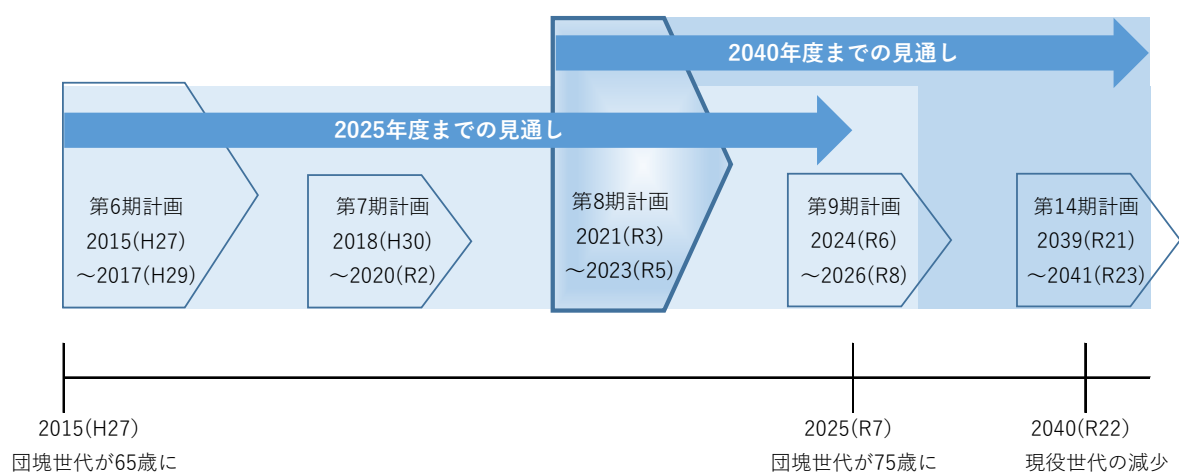 2040年度までの見通し
2025年度までの見通し
第6期計画
2015(H27)
～2017(H29)
第7期計画
2018(H30)
～2020(R2)
第8期計画
2021(R3)
～2023(R5)
第9期計画
2024(R6)
～2026(R8)
第14期計画
2039(R21)
～2041(R23)
2015(H27)
団塊世代が65歳に
2025(R7)
団塊世代が75歳に
2040(R22)
現役世代の減少